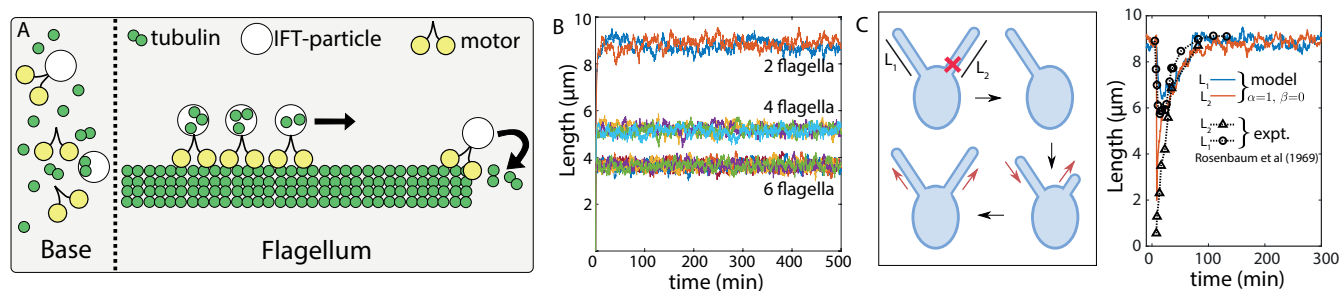 A
tubulin
IFT-particle
motor
Base
Flagellum
B
10
8
6
4
2
Length (μm)
2 flagella
4 flagella
6 flagella
0 100 200 300 400 500
time (min)
C
L1
L2
10
8
6
4
2
0
Length (μm)
L1
L2
model
α=1, β=0
L2
L1
expt.
Rosenbaum et al (1969)
0 100 200 300
time (min)